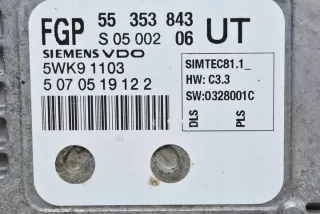 FGP 55 353 843 UT
S 05 002 06
SIEMENS VDO
5WK9 1103
5 07 05 19 12 2
SIMTEC81.1_
HW: C3.3
SW:0328001C
DLS
PLS